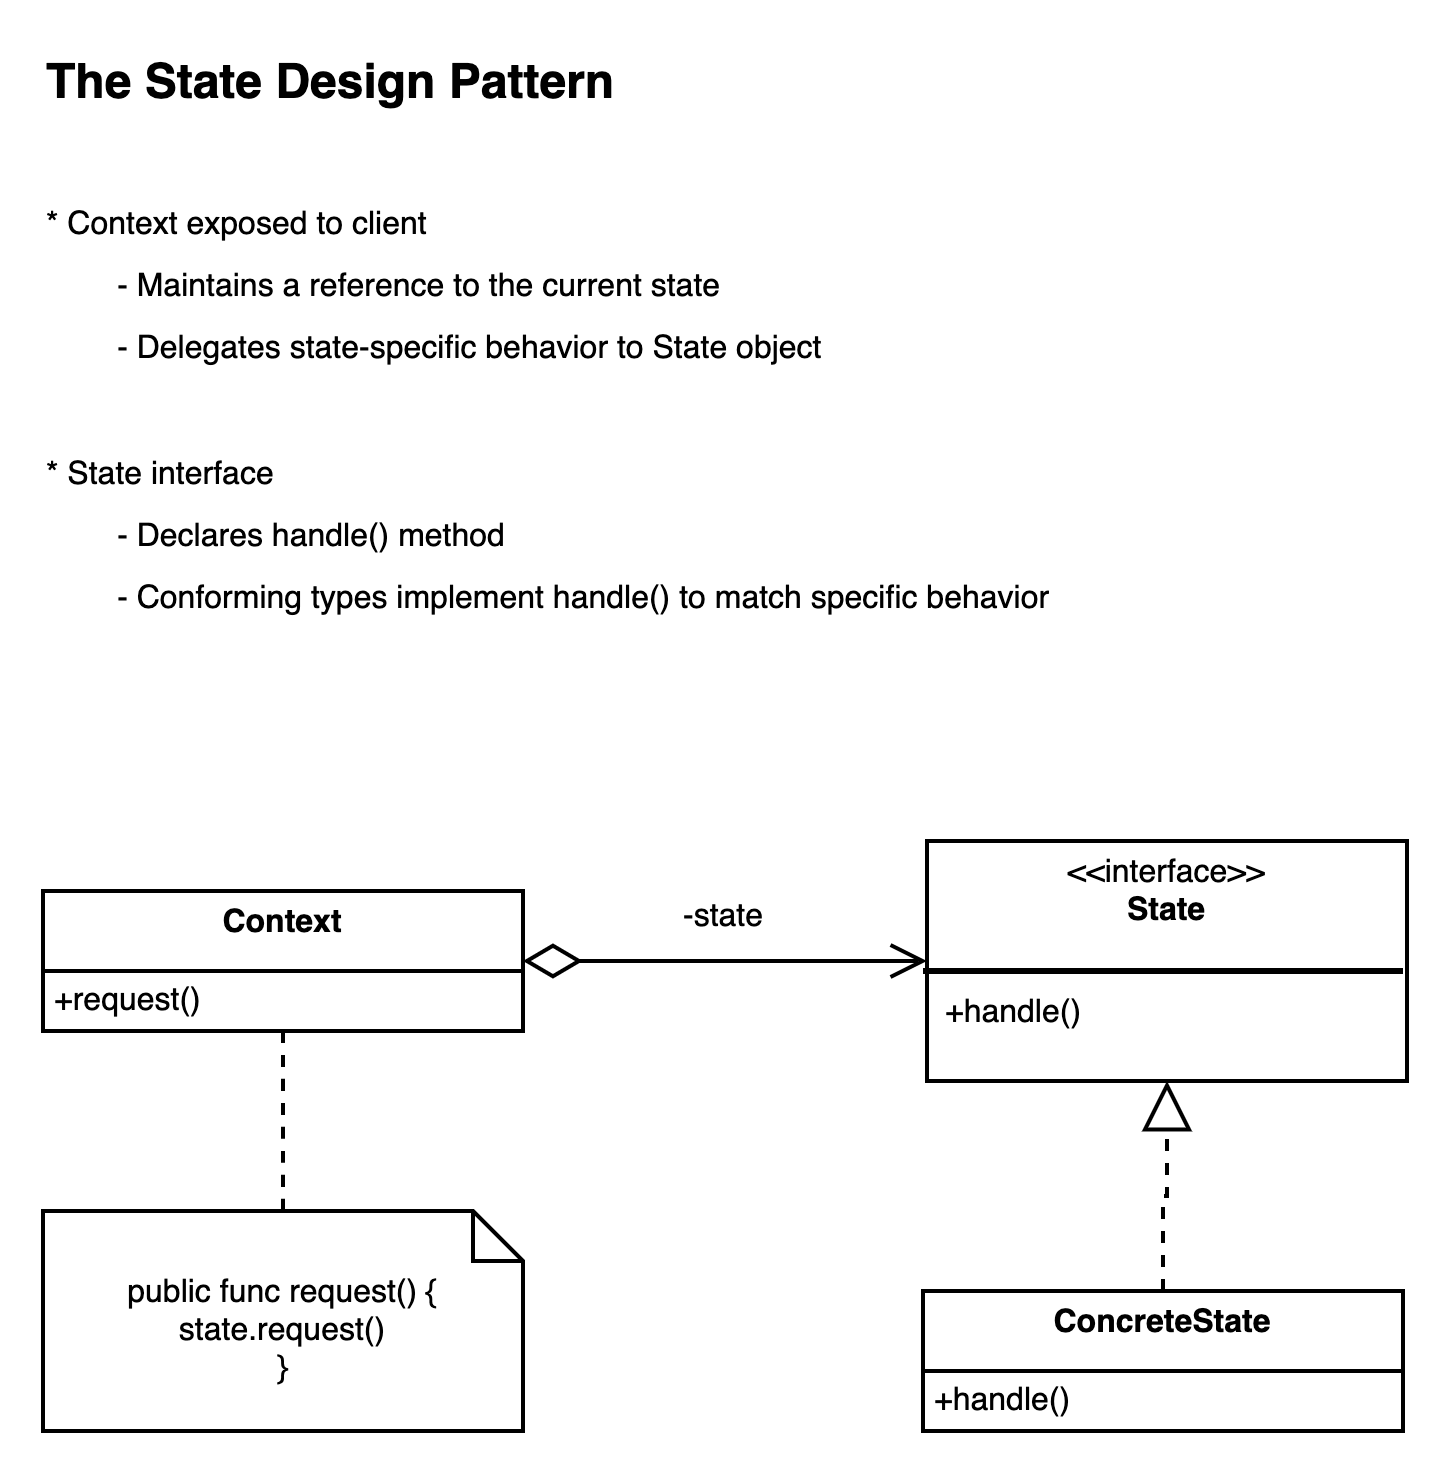 The State Design Pattern
* Context exposed to client
- Maintains a reference to the current state
- Delegates state-specific behavior to State object
* State interface
- Declares handle() method
- Conforming types implement handle() to match specific behavior
Context
+request()
-state
<<interface>>
State
+handle()
public func request() {
state.request()
}
ConcreteState
+handle()